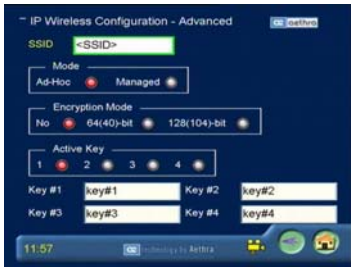 IP Wireless Configuration - Advanced
aethra
SSID <SSID>
Mode
Ad-Hoc Managed
Encryption Mode
No 64(40)-bit 128(104)-bit
Active Key
1 2 3 4
Key #1 key#1 Key #2 key#2
Key #3 key#3 Key #4 key#4
11:57 technology by Aethra